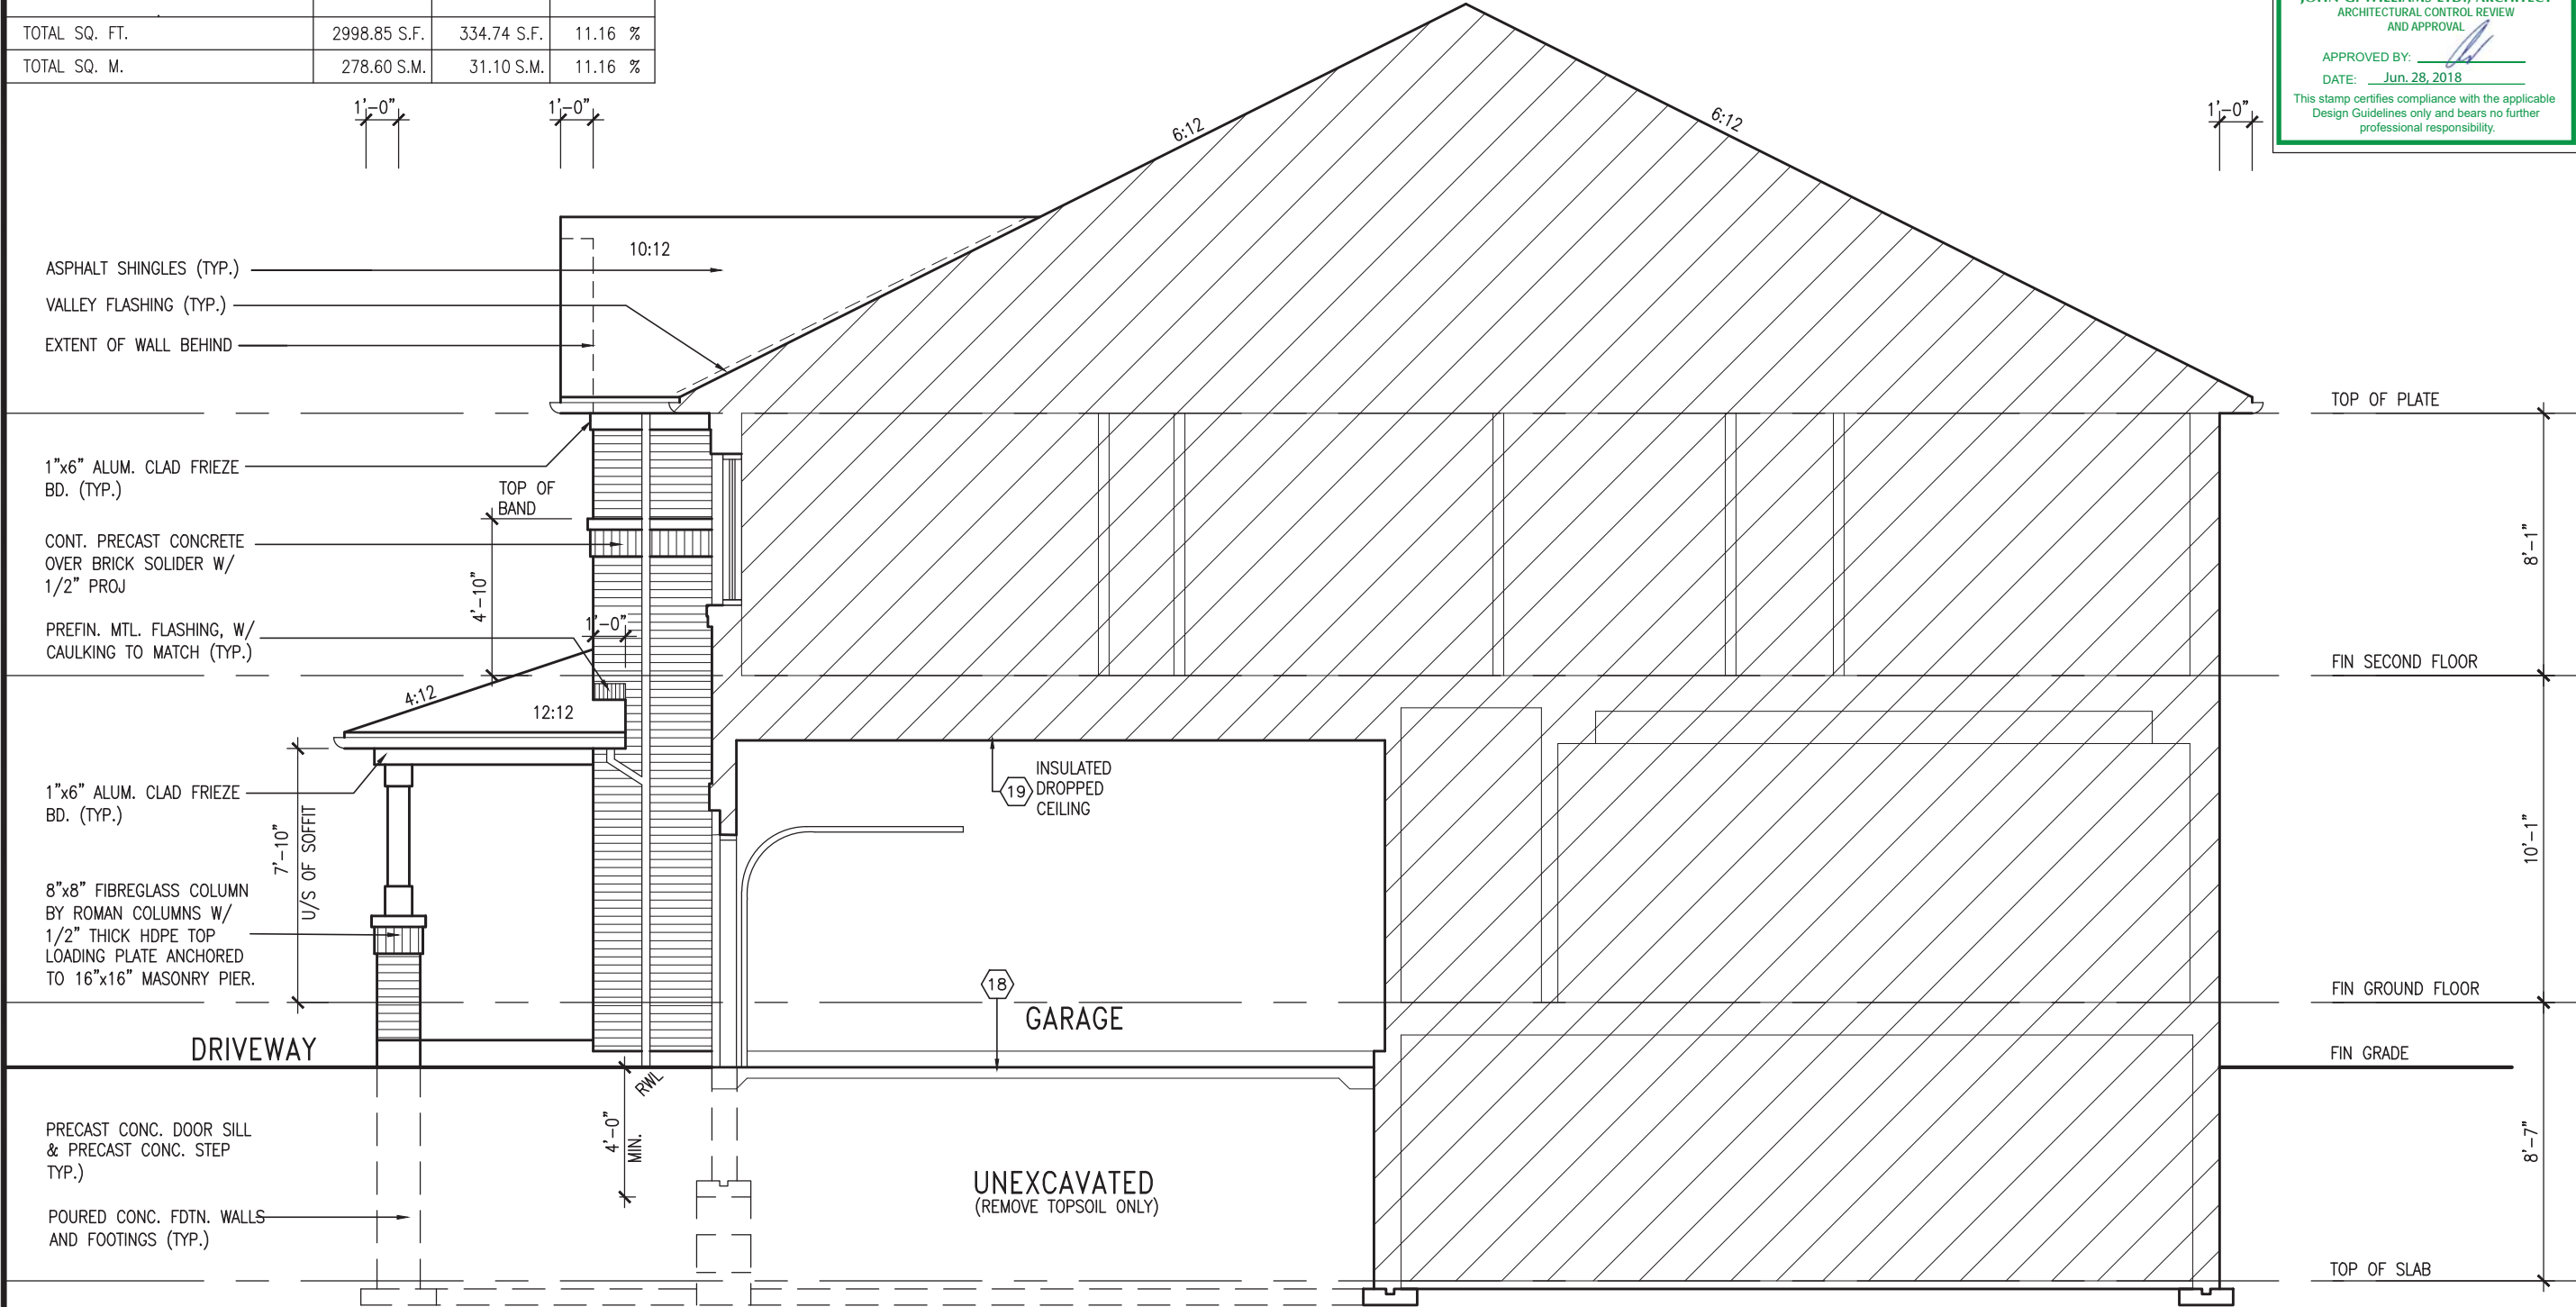 TOTAL SQ. FT. 2998.85 S.F. 334.74 S.F. 11.16 %
TOTAL SQ. M. 278.60 S.M. 31.10 S.M. 11.16 %
ARCHITECTURAL CONTROL REVIEW
AND APPROVAL
APPROVED BY:
DATE: Jun. 28, 2018
This stamp certifies compliance with the applicable
Design Guidelines only and bears no further
professional responsibility.
1'-0"
1'-0"
1'-0"
6:12
6:12
10:12
ASPHALT SHINGLES (TYP.)
VALLEY FLASHING (TYP.)
EXTENT OF WALL BEHIND
TOP OF PLATE
1"x6" ALUM. CLAD FRIEZE
BD. (TYP.)
TOP OF
BAND
CONT. PRECAST CONCRETE
OVER BRICK SOLIDER W/
1/2" PROJ
4'-10"
8'-1"
PREFIN. MTL. FLASHING, W/
CAULKING TO MATCH (TYP.)
1'-0"
FIN SECOND FLOOR
4:12
12:12
INSULATED
DROPPED
CEILING
19
1"x6" ALUM. CLAD FRIEZE
BD. (TYP.)
7'-10"
U/S OF SOFFIT
10'-1"
8"x8" FIBREGLASS COLUMN
BY ROMAN COLUMNS W/
1/2" THICK HDPE TOP
LOADING PLATE ANCHORED
TO 16"x16" MASONRY PIER.
18
FIN GROUND FLOOR
GARAGE
DRIVEWAY
FIN GRADE
RWL
4'-0"
MIN.
PRECAST CONC. DOOR SILL
& PRECAST CONC. STEP
TYP.)
8'-7"
UNEXCAVATED
(REMOVE TOPSOIL ONLY)
POURED CONC. FDTN. WALLS
AND FOOTINGS (TYP.)
TOP OF SLAB